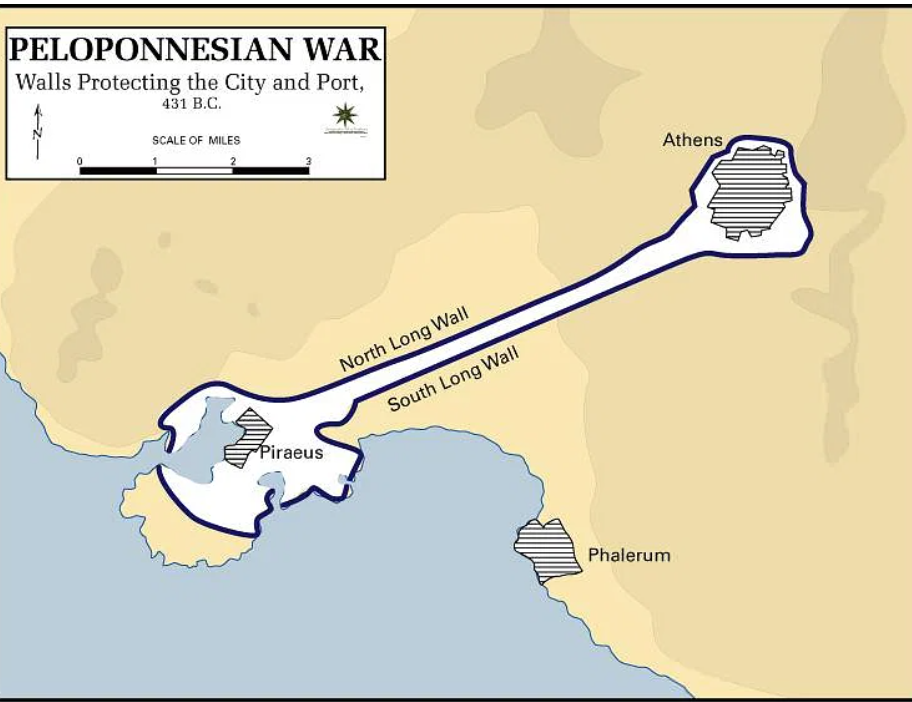 PELOPONNESIAN WAR
Walls Protecting the City and Port,
431 B.C.
N
SCALE OF MILES
0 1 2 3
Athens
North Long Wall
South Long Wall
Piraeus
Phalerum